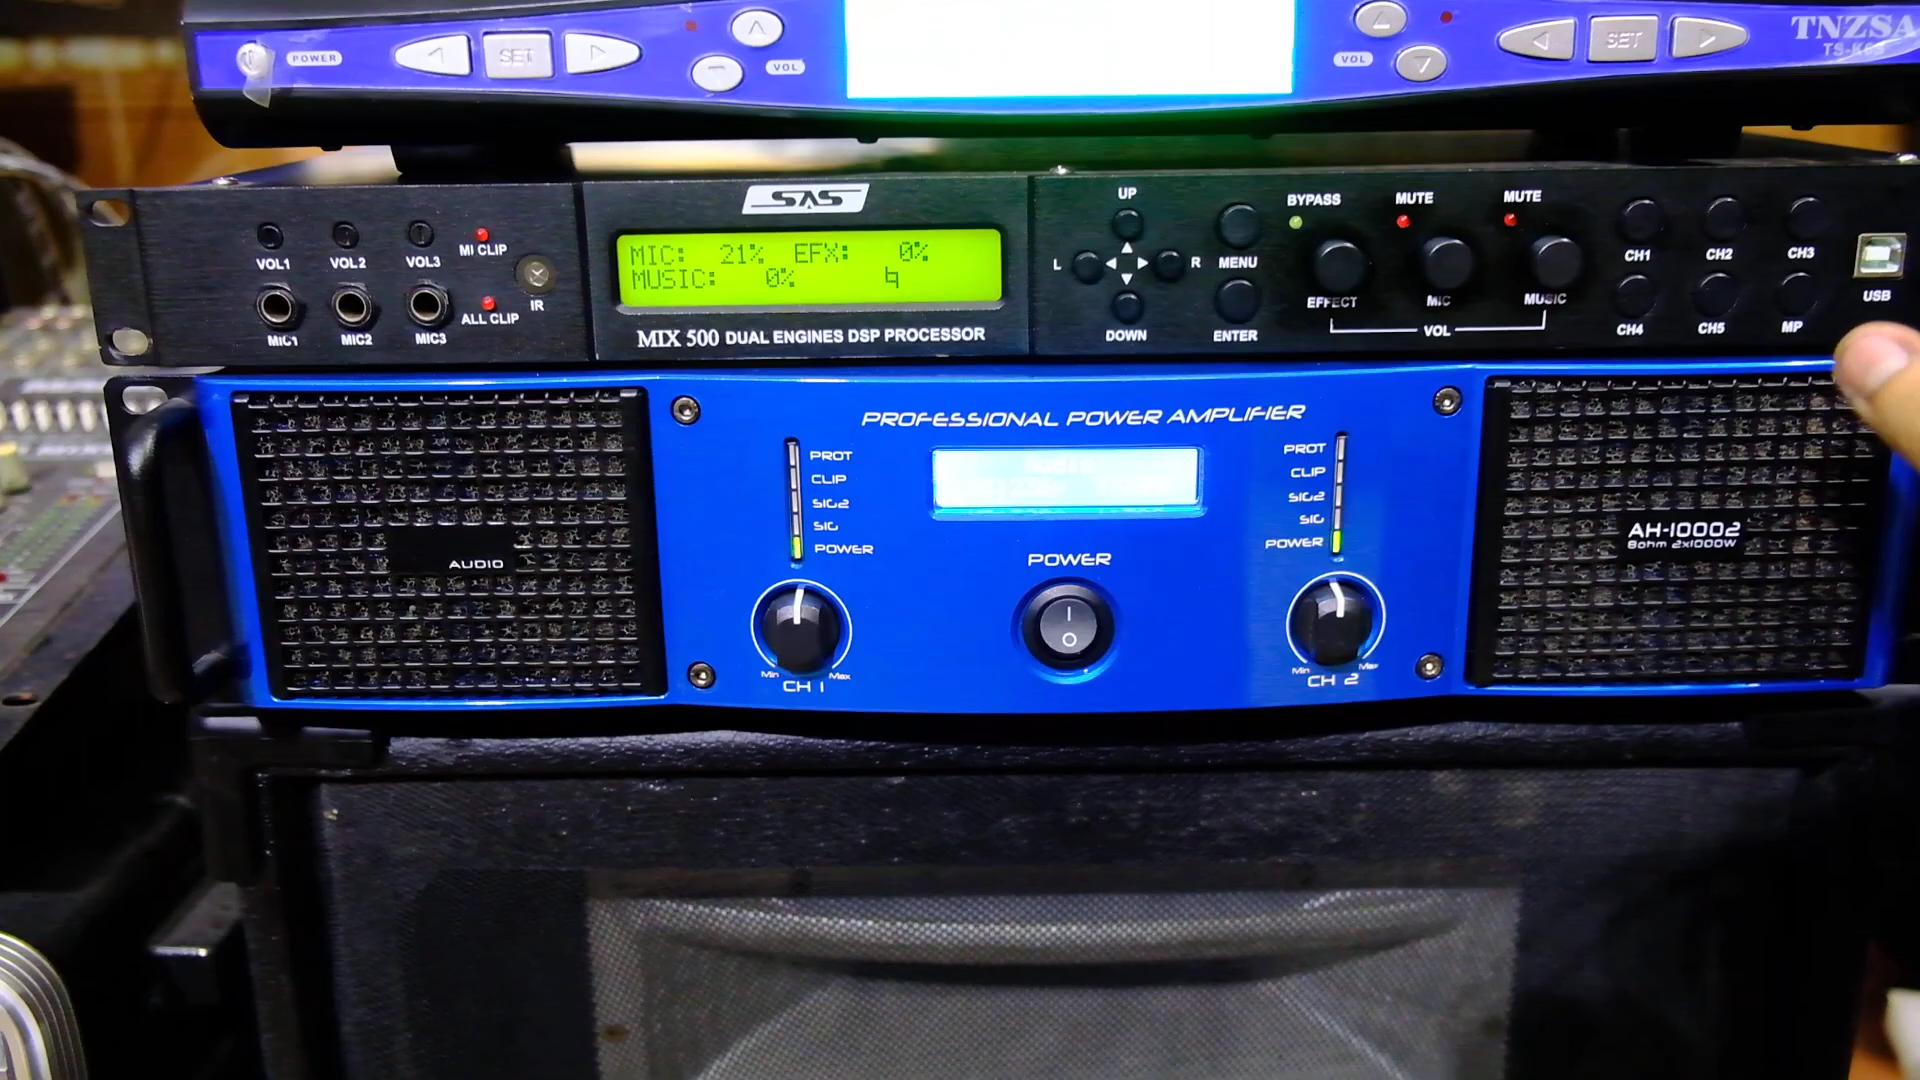 POWER
SET
VOL
VOL
SET
TNZSA
SAS
VOL1 VOL2 VOL3
MIC1 MIC2 MIC3
ALL CLIP
IR
MIC: 21% EFX: 0%
MUSIC: 0%
MIX 500 DUAL ENGINES DSP PROCESSOR
UP
L R
DOWN
MENU
ENTER
BYPASS MUTE MUTE
EFFECT MIC MUSIC
VOL
CH1 CH2 CH3
CH4 CH5 MP
USB
PROFESSIONAL POWER AMPLIFIER
PROT
CLIP
SIG2
SIG
POWER
Min Max
CH 1
POWER
I
O
PROT
CLIP
SIG2
SIG
POWER
Min Max
CH 2
AUDIO
AH-10002
8ohm 2x1000W